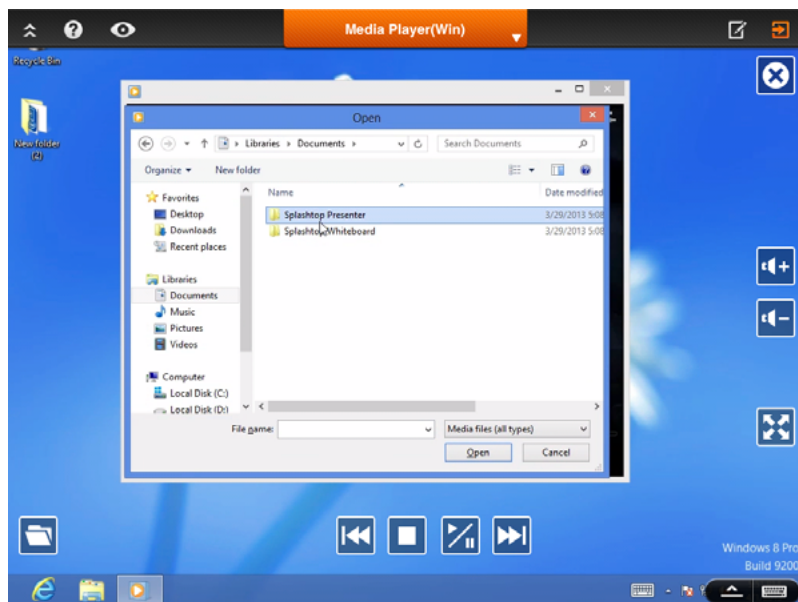 Media Player(Win)
Recycle Bin
New folder
(2)
Open
Libraries
Documents
Search Documents
Organize
New folder
Name
Date modified
Favorites
Desktop
Downloads
Recent places
Splashtop Presenter
3/29/2013 5:08
Splashtop Whiteboard
3/29/2013 5:08
Libraries
Documents
Music
Pictures
Videos
Computer
Local Disk (C:)
Local Disk (D:)
File name:
Media files (all types)
Open
Cancel
Windows 8 Pro
Build 9200